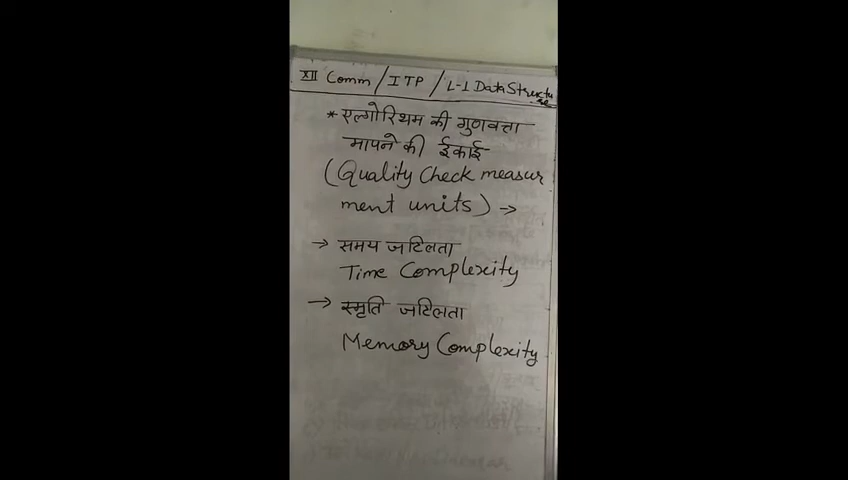 XII Comm / ITP / L-1 Data Structure
* एल्गोरिथम की गुणवत्ता
मापने की ईकाई
(Quality Check measur
ment units) →
→ समय जटिलता
Time Complexity
→ स्मृति जटिलता
Memory Complexity